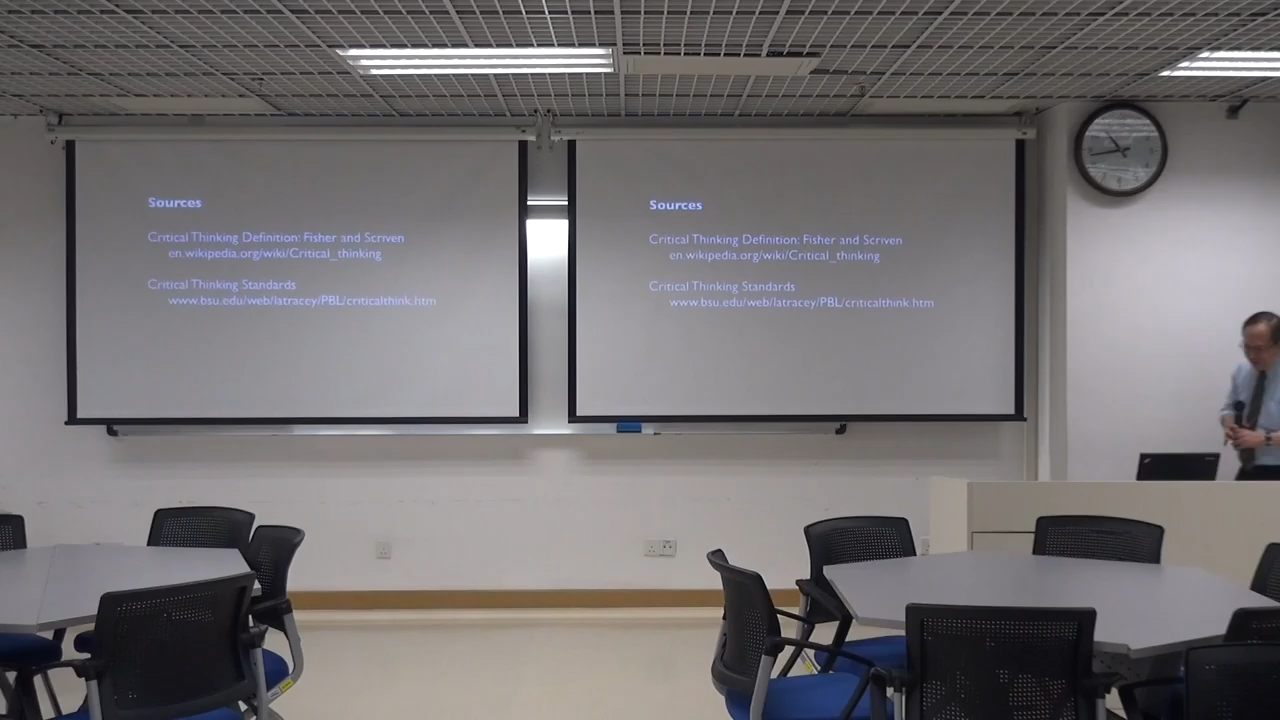 Sources
Critical Thinking Definition: Fisher and Scriven
en.wikipedia.org/wiki/Critical_thinking
Critical Thinking Standards
www.bsu.edu/web/latracey/PBL/criticalthink.htm
Sources
Critical Thinking Definition: Fisher and Scriven
en.wikipedia.org/wiki/Critical_thinking
Critical Thinking Standards
www.bsu.edu/web/latracey/PBL/criticalthink.htm